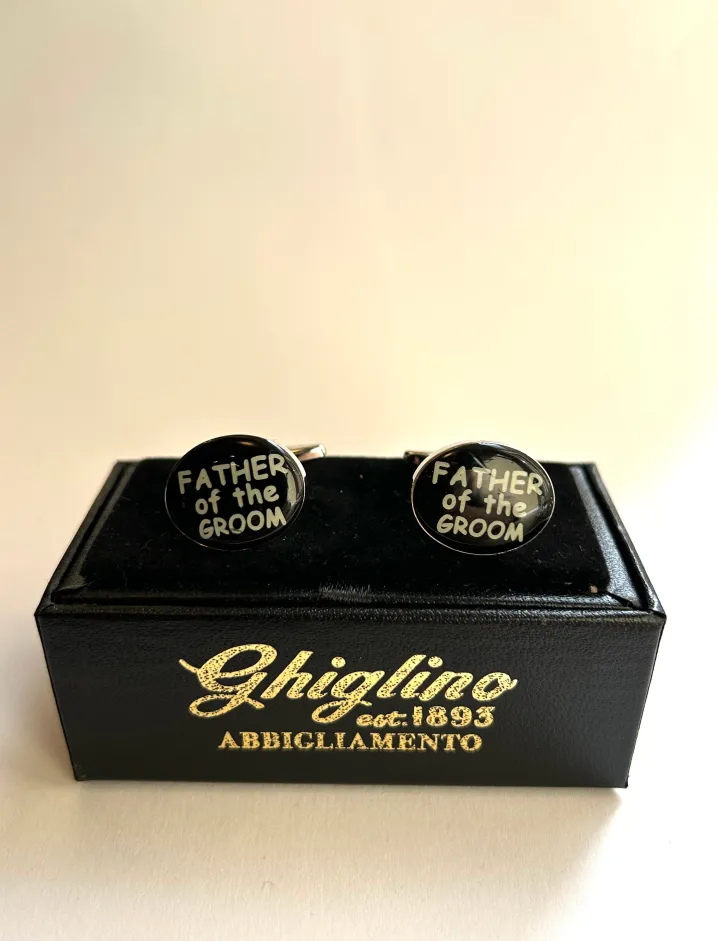 FATHER
of the
GROOM
FATHER
of the
GROOM
Ghiglino
est. 1893
ABBIGLIAMENTO